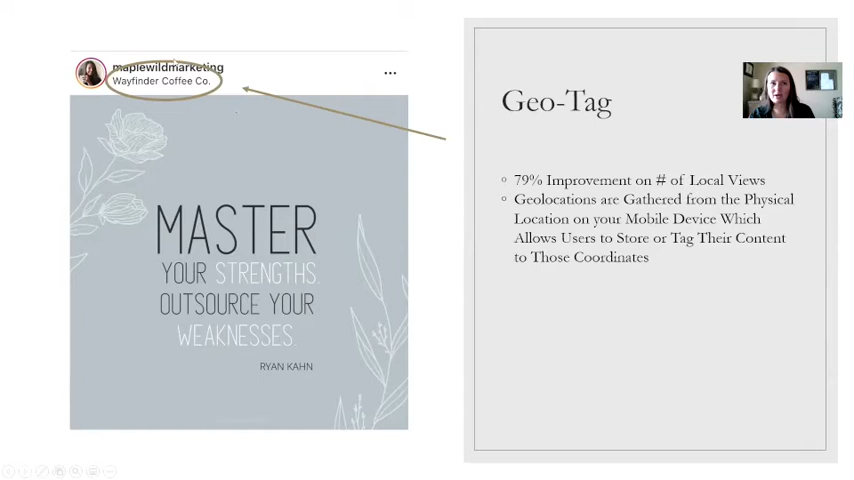 maplewildmarketing
Wayfinder Coffee Co.
MASTER
YOUR STRENGTHS.
OUTSOURCE YOUR
WEAKNESSES.
RYAN KAHN
Geo-Tag
79% Improvement on # of Local Views
Geolocations are Gathered from the Physical
Location on your Mobile Device Which
Allows Users to Store or Tag Their Content
to Those Coordinates